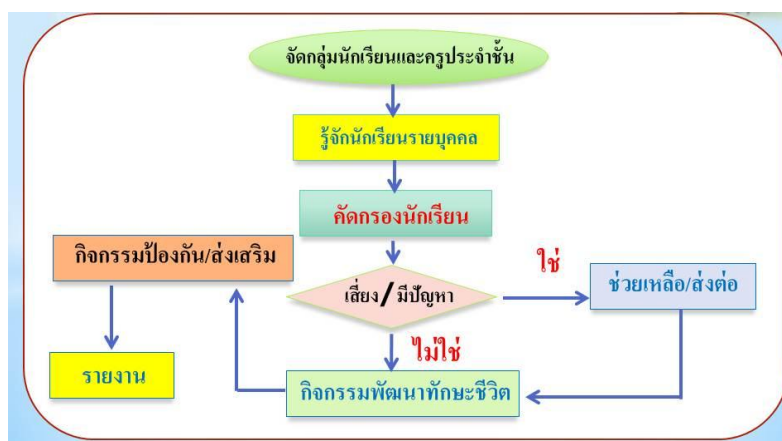 จัดกลุ่มนักเรียนและครูประจำชั้น
รู้จักนักเรียนรายบุคคล
คัดกรองนักเรียน
กิจกรรมป้องกัน/ส่งเสริม
เสี่ยง/มีปัญหา
ใช่
ช่วยเหลือ/ส่งต่อ
ไม่ใช่
รายงาน
กิจกรรมพัฒนาทักษะชีวิต